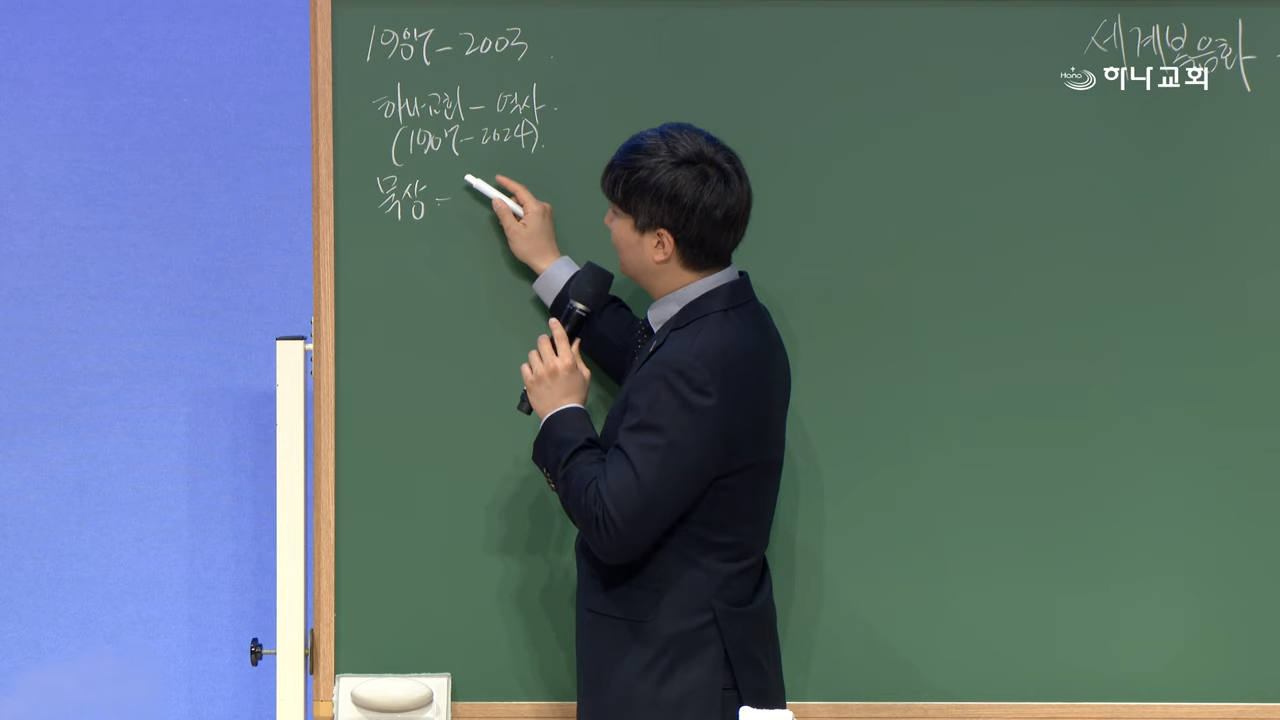 1987 - 2003.
하나교회 - 역사.
(1987 - 2024).
묵상 -
세계복음화
Hana 하나교회